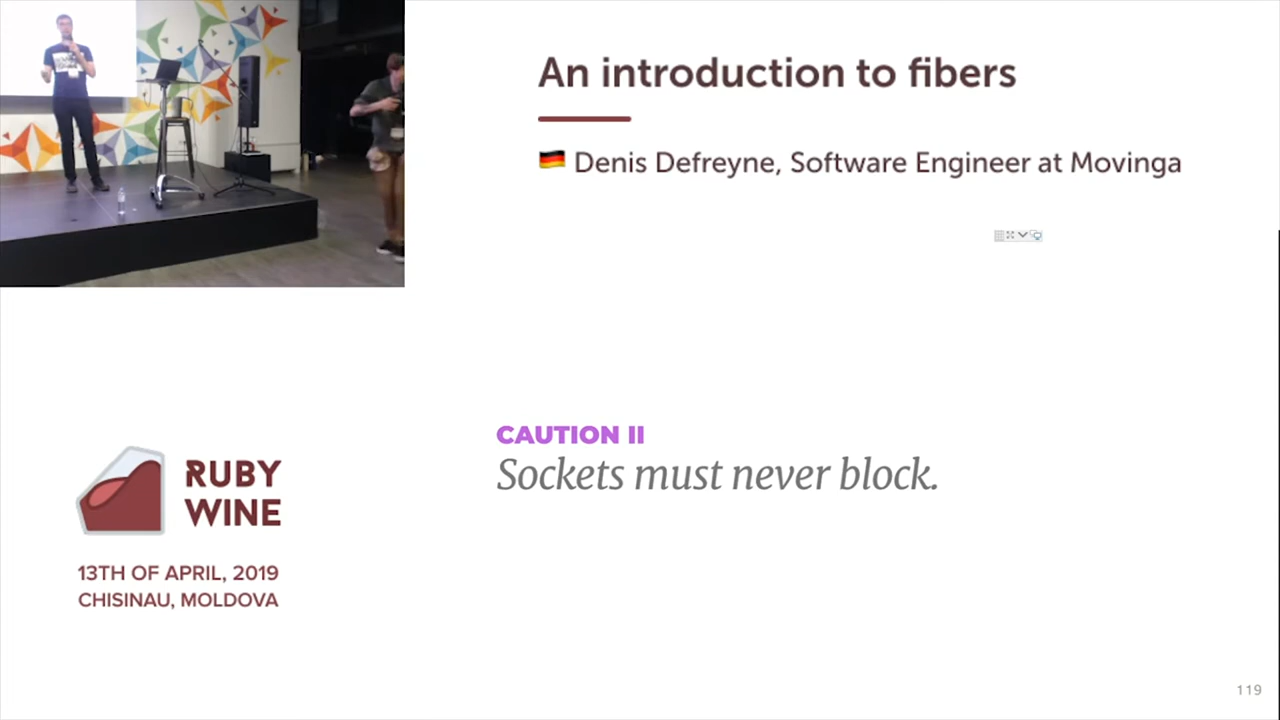 An introduction to fibers
🇩🇪 Denis Defreyne, Software Engineer at Movinga
CAUTION II
Sockets must never block.
RUBY
WINE
13TH OF APRIL, 2019
CHISINAU, MOLDOVA
119